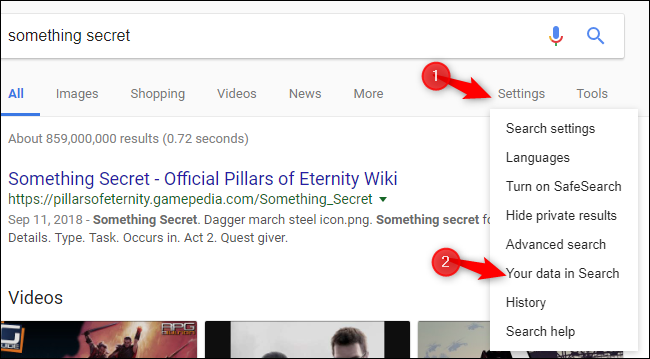 something secret
All Images Shopping Videos News More Settings Tools
1
About 859,000,000 results (0.72 seconds)
Search settings
Languages
Turn on SafeSearch
Hide private results
Advanced search
2
Your data in Search
History
Search help
Something Secret - Official Pillars of Eternity Wiki
https://pillarsofeternity.gamepedia.com/Something_Secret
Sep 11, 2018 - Something Secret. Dagger march steel icon.png. Something secret fo
Details. Type. Task. Occurs in. Act 2. Quest giver.
Videos
RPG